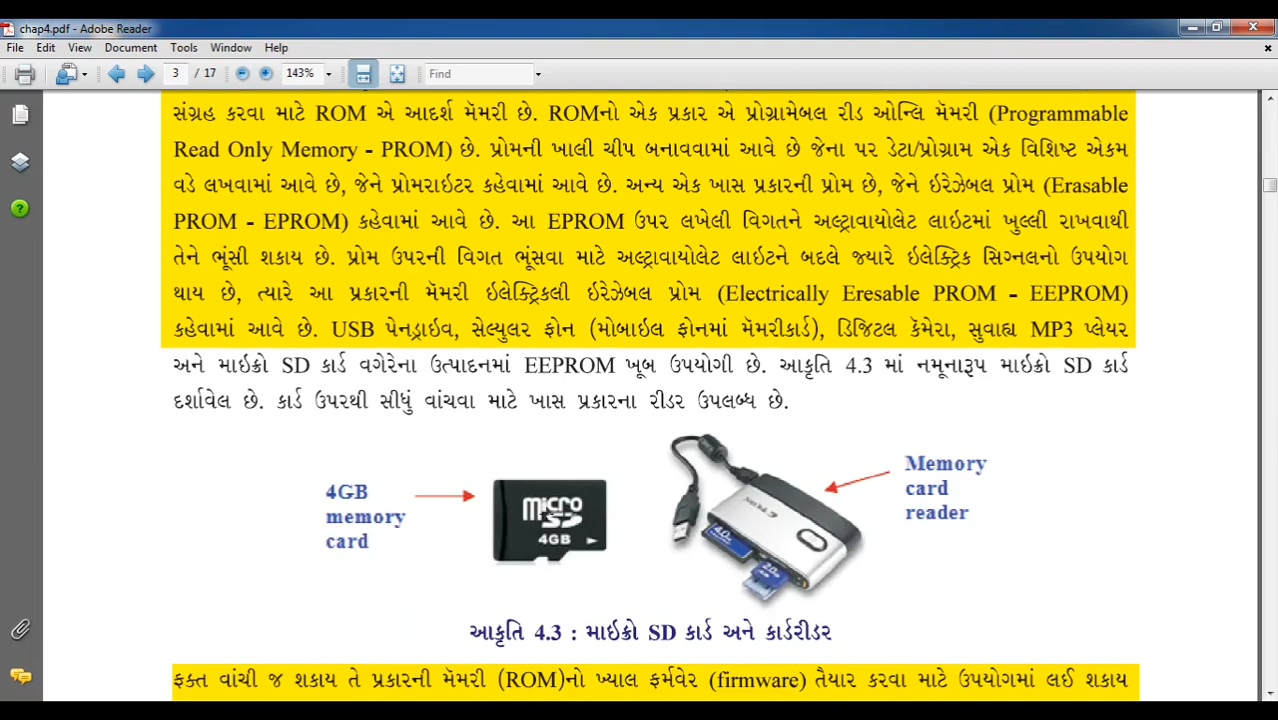 chap4.pdf - Adobe Reader
File Edit View Document Tools Window Help
3 / 17 143% Find
સંગ્રહ કરવા માટે ROM એ આદર્શ મૅમરી છે. ROMનો એક પ્રકાર એ પ્રોગ્રામેબલ રીડ ઓન્લિ મૅમરી (Programmable
Read Only Memory - PROM) છે. પ્રોમની ખાલી ચીપ બનાવવામાં આવે છે જેના પર ડેટા/પ્રોગ્રામ એક વિશિષ્ટ એકમ
વડે લખવામાં આવે છે, જેને પ્રોમરાઇટર કહેવામાં આવે છે. અન્ય એક ખાસ પ્રકારની પ્રોમ છે, જેને ઇરેઝેબલ પ્રોમ (Erasable
PROM - EPROM) કહેવામાં આવે છે. આ EPROM ઉપર લખેલી વિગતને અલ્ટ્રાવાયોલેટ લાઇટમાં ખુલ્લી રાખવાથી
તેને ભૂંસી શકાય છે. પ્રોમ ઉપરની વિગત ભૂંસવા માટે અલ્ટ્રાવાયોલેટ લાઇટને બદલે જ્યારે ઇલેક્ટ્રિક સિગ્નલનો ઉપયોગ
થાય છે, ત્યારે આ પ્રકારની મૅમરી ઇલેક્ટ્રિકલી ઇરેઝેબલ પ્રોમ (Electrically Eresable PROM - EEPROM)
કહેવામાં આવે છે. USB પેનડ્રાઇવ, સેલ્યુલર ફોન (મોબાઇલ ફોનમાં મૅમરીકાર્ડ), ડિજિટલ કૅમેરા, સુવાહ્ય MP3 પ્લેયર
અને માઇક્રો SD કાર્ડ વગેરેના ઉત્પાદનમાં EEPROM ખૂબ ઉપયોગી છે. આકૃતિ 4.3 માં નમૂનારૂપ માઇક્રો SD કાર્ડ
દર્શાવેલ છે. કાર્ડ ઉપરથી સીધું વાંચવા માટે ખાસ પ્રકારના રીડર ઉપલબ્ધ છે.
4GB
memory
card
micro
SD
4GB
SanDisk
4.0
2.0
Memory
card
reader
આકૃતિ 4.3 : માઇક્રો SD કાર્ડ અને કાર્ડરીડર
ફક્ત વાંચી જ શકાય તે પ્રકારની મૅમરી (ROM)નો ખ્યાલ ફર્મવેર (firmware) તૈયાર કરવા માટે ઉપયોગમાં લઈ શકાય